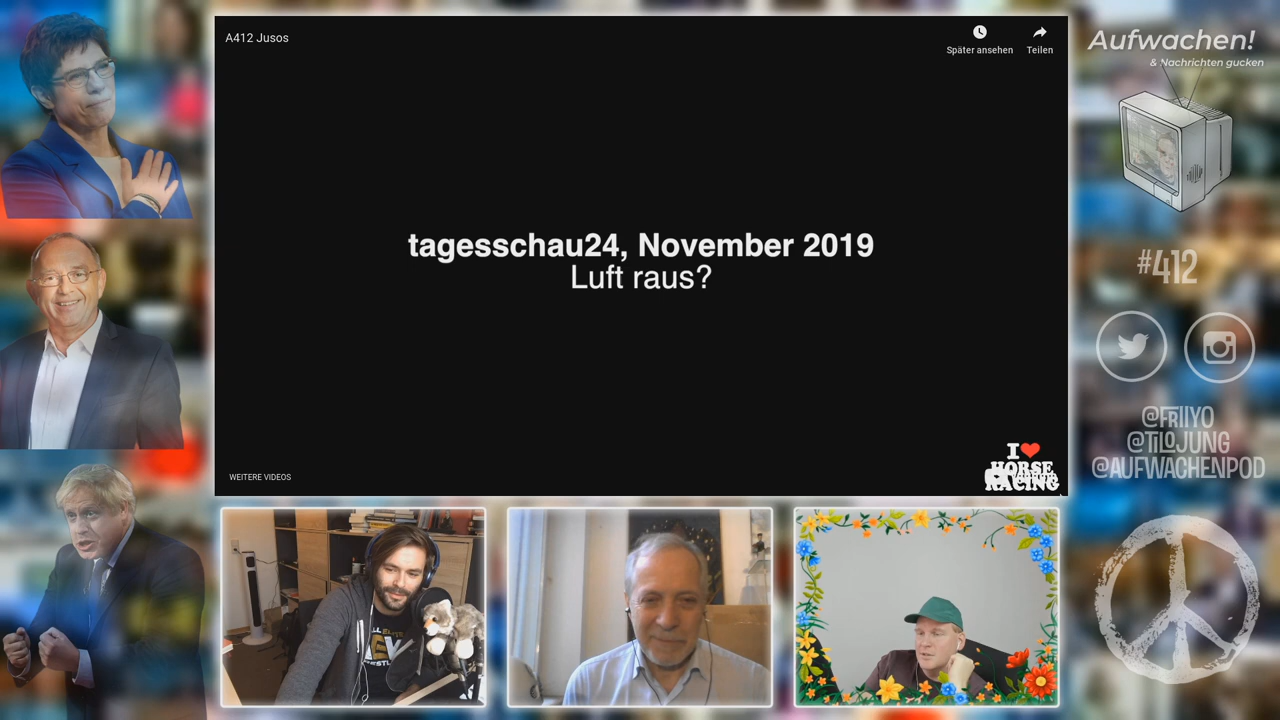 A412 Jusos
Später ansehen
Teilen
Aufwachen!
& Nachrichten gucken
tagesschau24, November 2019
Luft raus?
#412
@FRIIYO
@TILOJUNG
@AUFWACHENPOD
WEITERE VIDEOS
I
HORSE
RACING